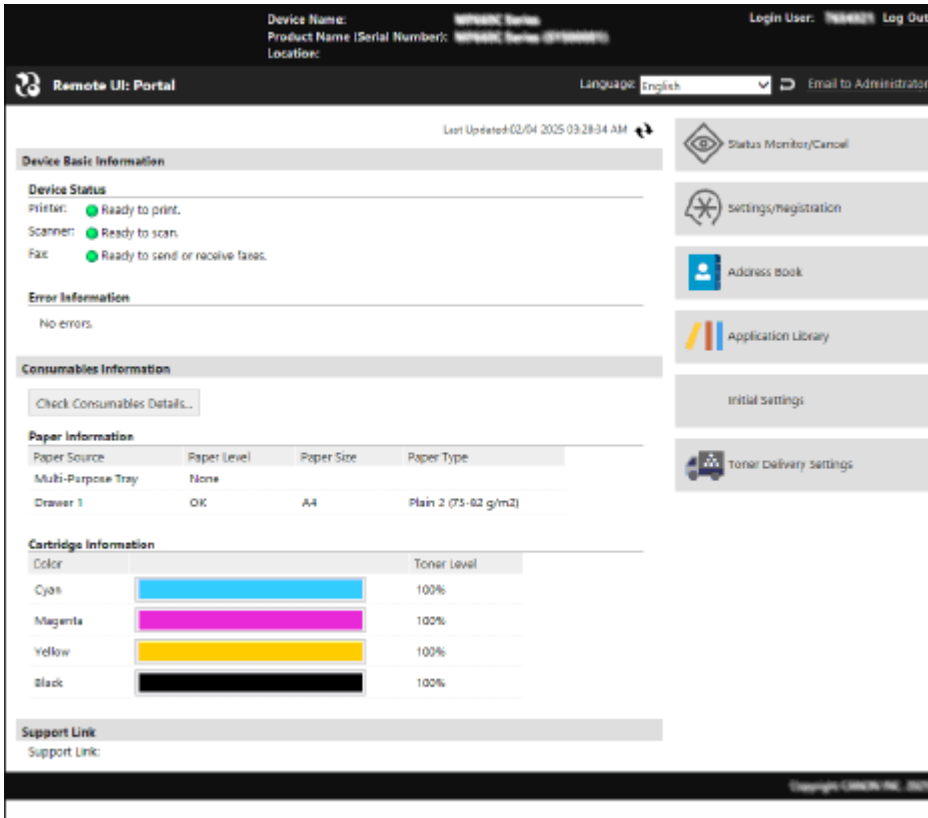 Device Name:
Product Name (Serial Number):
Location:
Login User:
Log Out
Remote UI: Portal
Language: English
Email to Administrator
Last Updated:02/04 2025 03:28:34 AM
Device Basic Information
Device Status
Printer: Ready to print.
Scanner: Ready to scan.
Fax: Ready to send or receive faxes.
Error Information
No errors.
Consumables Information
Check Consumables Details...
Paper Information
Paper Source Paper Level Paper Size Paper Type
Multi-Purpose Tray None
Drawer 1 OK A4 Plain 2 (75-82 g/m2)
Cartridge Information
Color Toner Level
Cyan 100%
Magenta 100%
Yellow 100%
Black 100%
Support Link
Support Link:
Status Monitor/Cancel
Settings/Registration
Address Book
Application Library
Initial Settings
Toner Delivery Settings
Copyright CANON INC. 2025